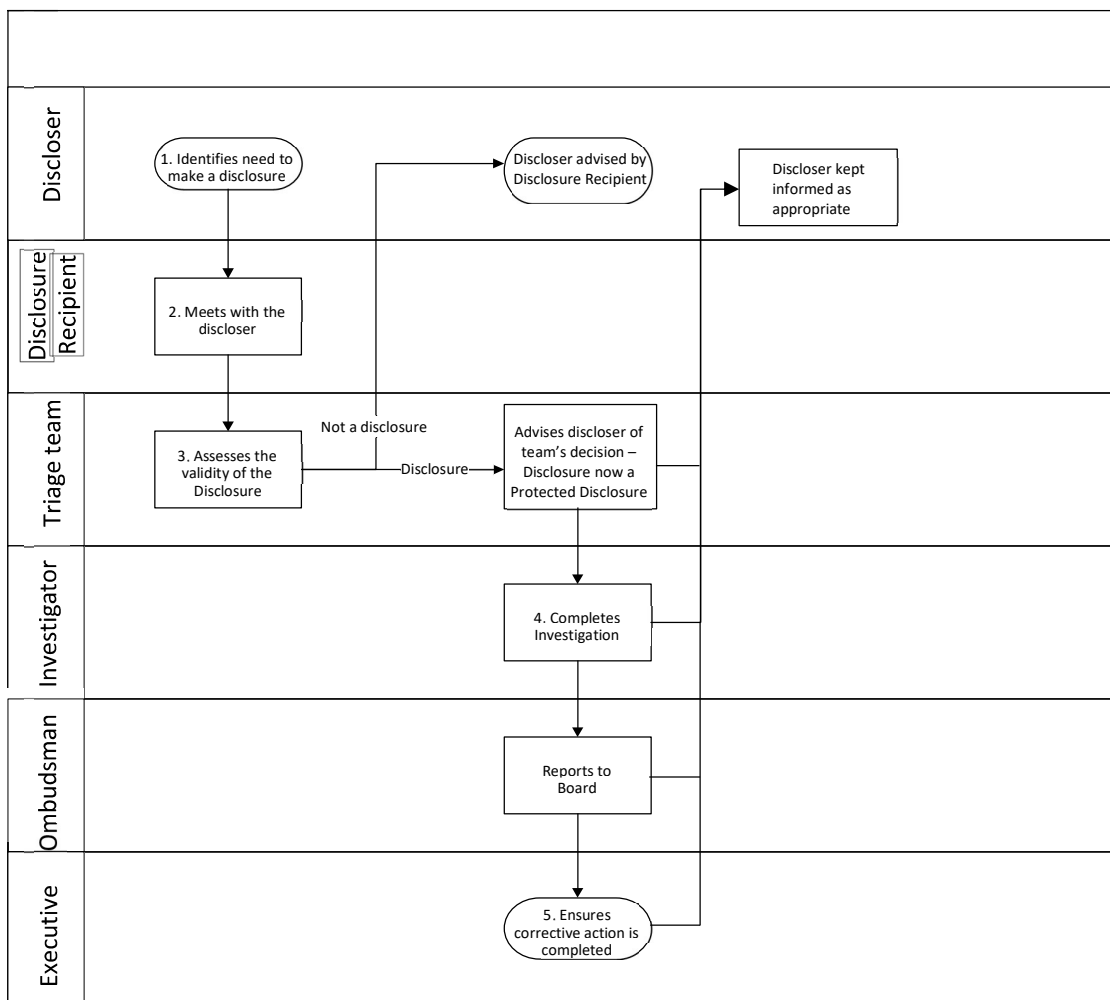 Discloser
1. Identifies need to
make a disclosure
Discloser advised by
Disclosure Recipient
Discloser kept
informed as
appropriate
Disclosure
Recipient
2. Meets with the
discloser
Triage team
3. Assesses the
validity of the
Disclosure
Not a disclosure
Disclosure
Advises discloser of
team’s decision –
Disclosure now a
Protected Disclosure
Investigator
4. Completes
Investigation
Ombudsman
Reports to
Board
Executive
5. Ensures
corrective action is
completed